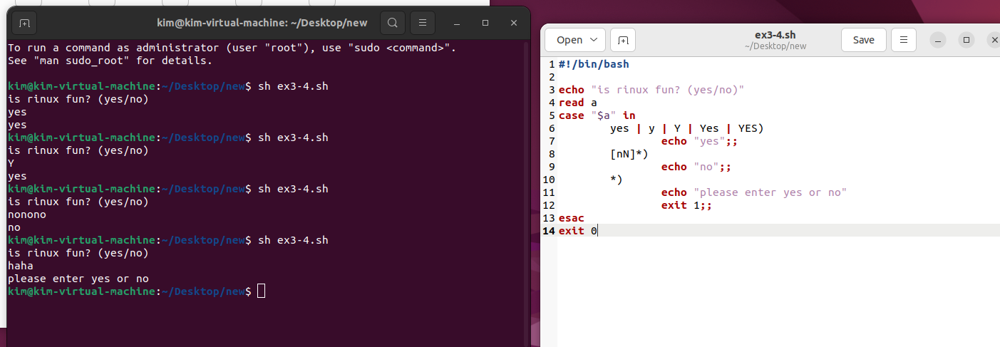 kim@kim-virtual-machine: ~/Desktop/new
To run a command as administrator (user "root"), use "sudo <command>".
See "man sudo_root" for details.
kim@kim-virtual-machine:~/Desktop/new$ sh ex3-4.sh
is rinux fun? (yes/no)
yes
yes
kim@kim-virtual-machine:~/Desktop/new$ sh ex3-4.sh
is rinux fun? (yes/no)
Y
yes
kim@kim-virtual-machine:~/Desktop/new$ sh ex3-4.sh
is rinux fun? (yes/no)
nonono
no
kim@kim-virtual-machine:~/Desktop/new$ sh ex3-4.sh
is rinux fun? (yes/no)
haha
please enter yes or no
kim@kim-virtual-machine:~/Desktop/new$
Open
ex3-4.sh
~/Desktop/new
Save
1 #!/bin/bash
2
3 echo "is rinux fun? (yes/no)"
4 read a
5 case "$a" in
6         yes | y | Y | Yes | YES)
7                 echo "yes";;
8         [nN]*)
9                 echo "no";;
10         *)
11                 echo "please enter yes or no"
12                 exit 1;;
13 esac
14 exit 0